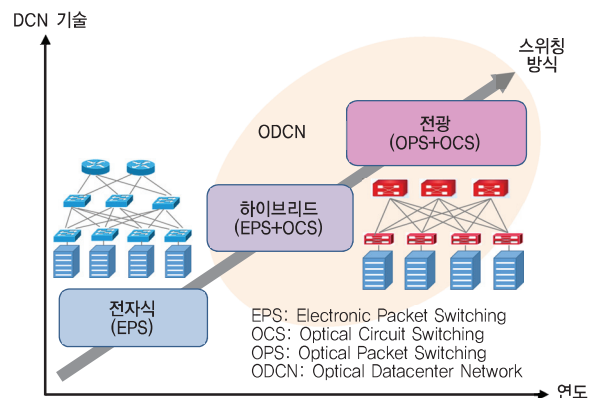 DCN 기술
스위칭
방식
ODCN
전광
(OPS+OCS)
하이브리드
(EPS+OCS)
전자식
(EPS)
EPS: Electronic Packet Switching
OCS: Optical Circuit Switching
OPS: Optical Packet Switching
ODCN: Optical Datacenter Network
연도